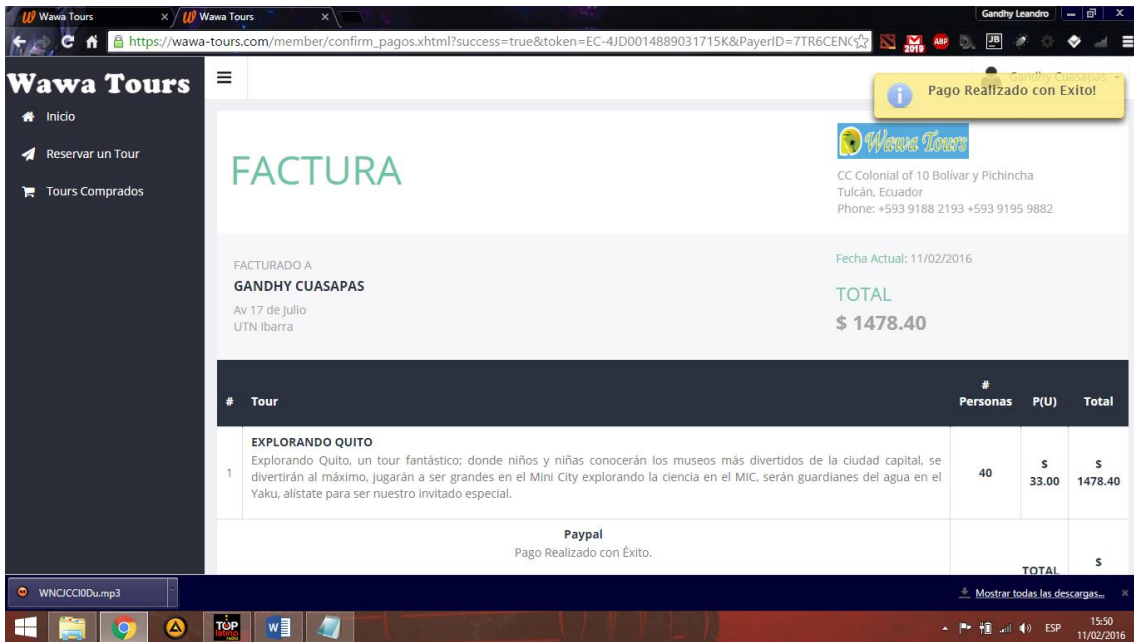 Wawa Tours
Wawa Tours
Gandhy Leandro
https://wawa-tours.com/member/confirm_pagos.xhtml?success=true&token=EC-4JD0014889031715K&PayerID=7TR6CENC
Wawa Tours
Inicio
Reservar un Tour
Tours Comprados
Gandhy Cuasapas
Pago Realizado con Exito!
FACTURA
Wawa Tours
CC Colonial of 10 Bolívar y Pichincha
Tulcán, Ecuador
Phone: +593 9188 2193 +593 9195 9882
FACTURADO A
GANDHY CUASAPAS
Av 17 de Julio
UTN Ibarra
Fecha Actual: 11/02/2016
TOTAL
$ 1478.40
# Tour # Personas P(U) Total
EXPLORANDO QUITO
1 Explorando Quito, un tour fantástico; donde niños y niñas conocerán los museos más divertidos de la ciudad capital, se
divertirán al máximo, jugarán a ser grandes en el Mini City explorando la ciencia en el MIC, serán guardianes del agua en el
Yaku, alístate para ser nuestro invitado especial.
40 $ 33.00 $ 1478.40
Paypal
Pago Realizado con Éxito.
TOTAL $
WNCJCCI0Du.mp3
Mostrar todas las descargas...
TOP latino radio
ESP
15:50
11/02/2016